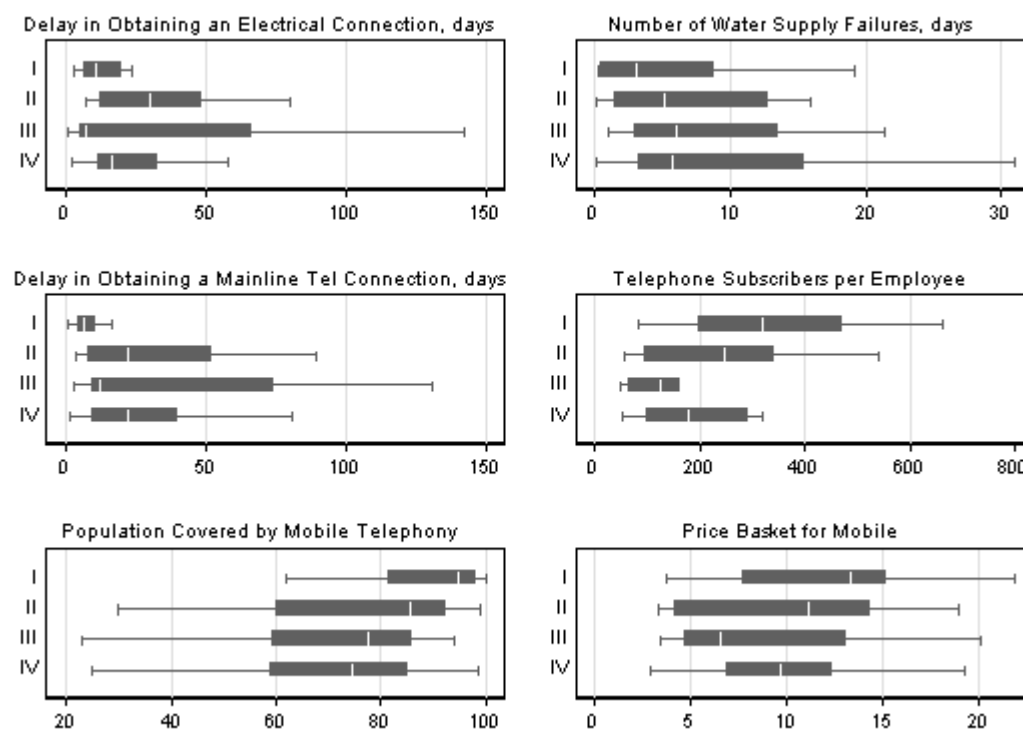 Delay in Obtaining an Electrical Connection, days
I
II
III
IV
0 50 100 150
Number of Water Supply Failures, days
I
II
III
IV
0 10 20 30
Delay in Obtaining a Mainline Tel Connection, days
I
II
III
IV
0 50 100 150
Telephone Subscribers per Employee
I
II
III
IV
0 200 400 600 800
Population Covered by Mobile Telephony
I
II
III
IV
20 40 60 80 100
Price Basket for Mobile
I
II
III
IV
0 5 10 15 20